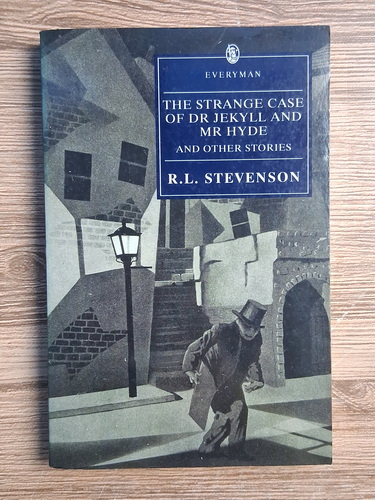 EVERYMAN
THE STRANGE CASE
OF DR JEKYLL AND
MR HYDE
AND OTHER STORIES
R.L. STEVENSON